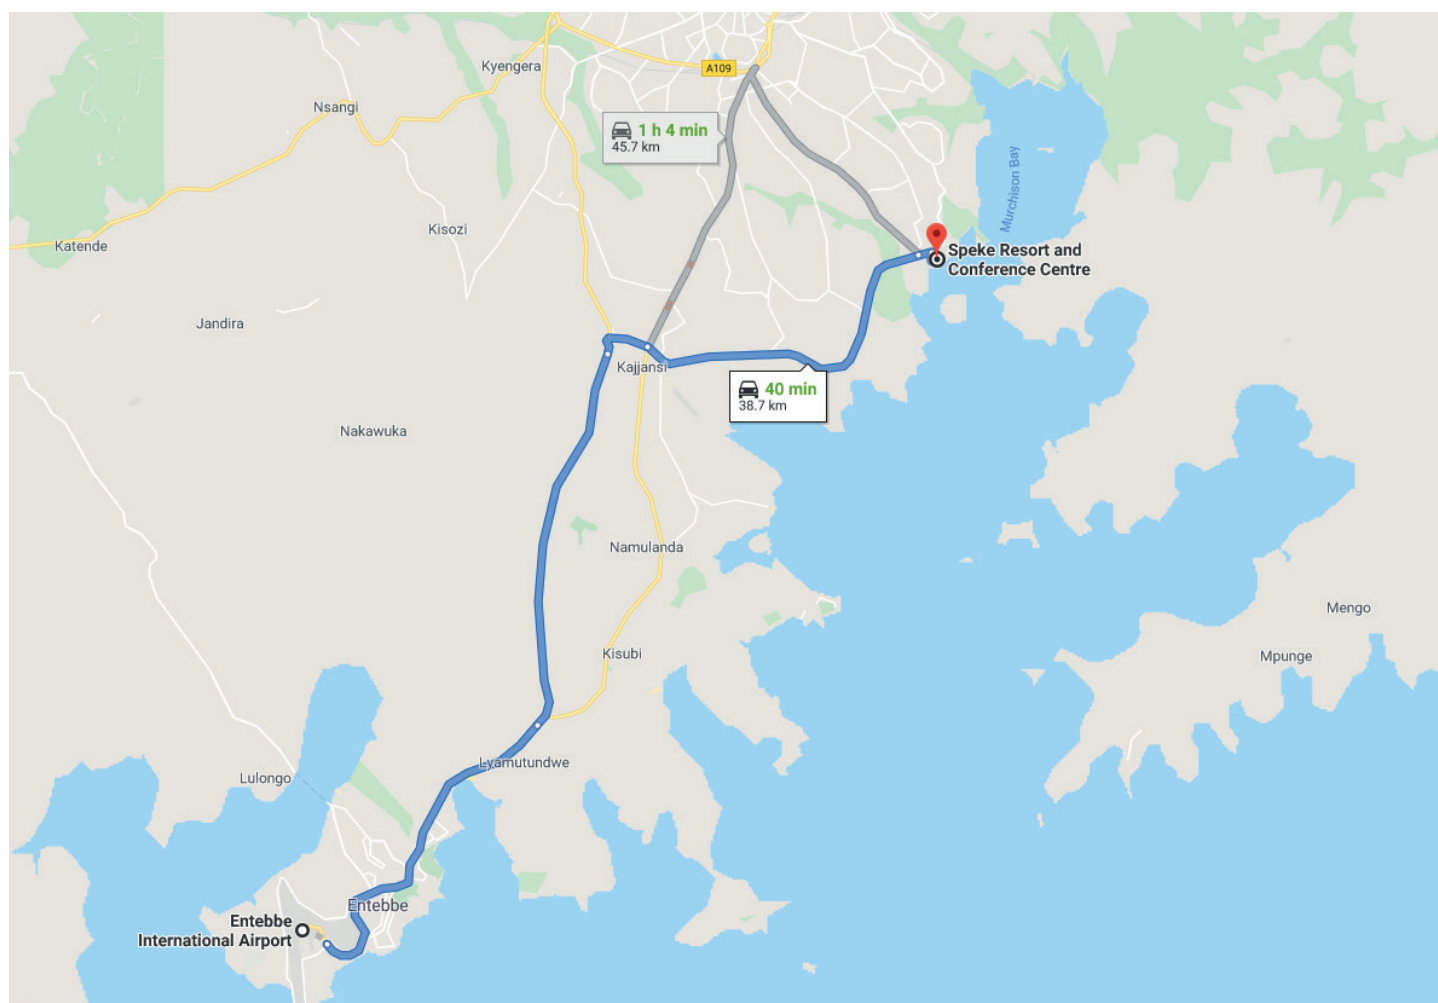 Kyengera
A109
Nsangi
1 h 4 min
45.7 km
Murchison Bay
Kisozi
Katende
Speke Resort and
Conference Centre
Jandira
Kajjansi
40 min
38.7 km
Nakawuka
Namulanda
Mengo
Kisubi
Mpunge
Lyamutundwe
Lulongo
Entebbe
Entebbe
International Airport